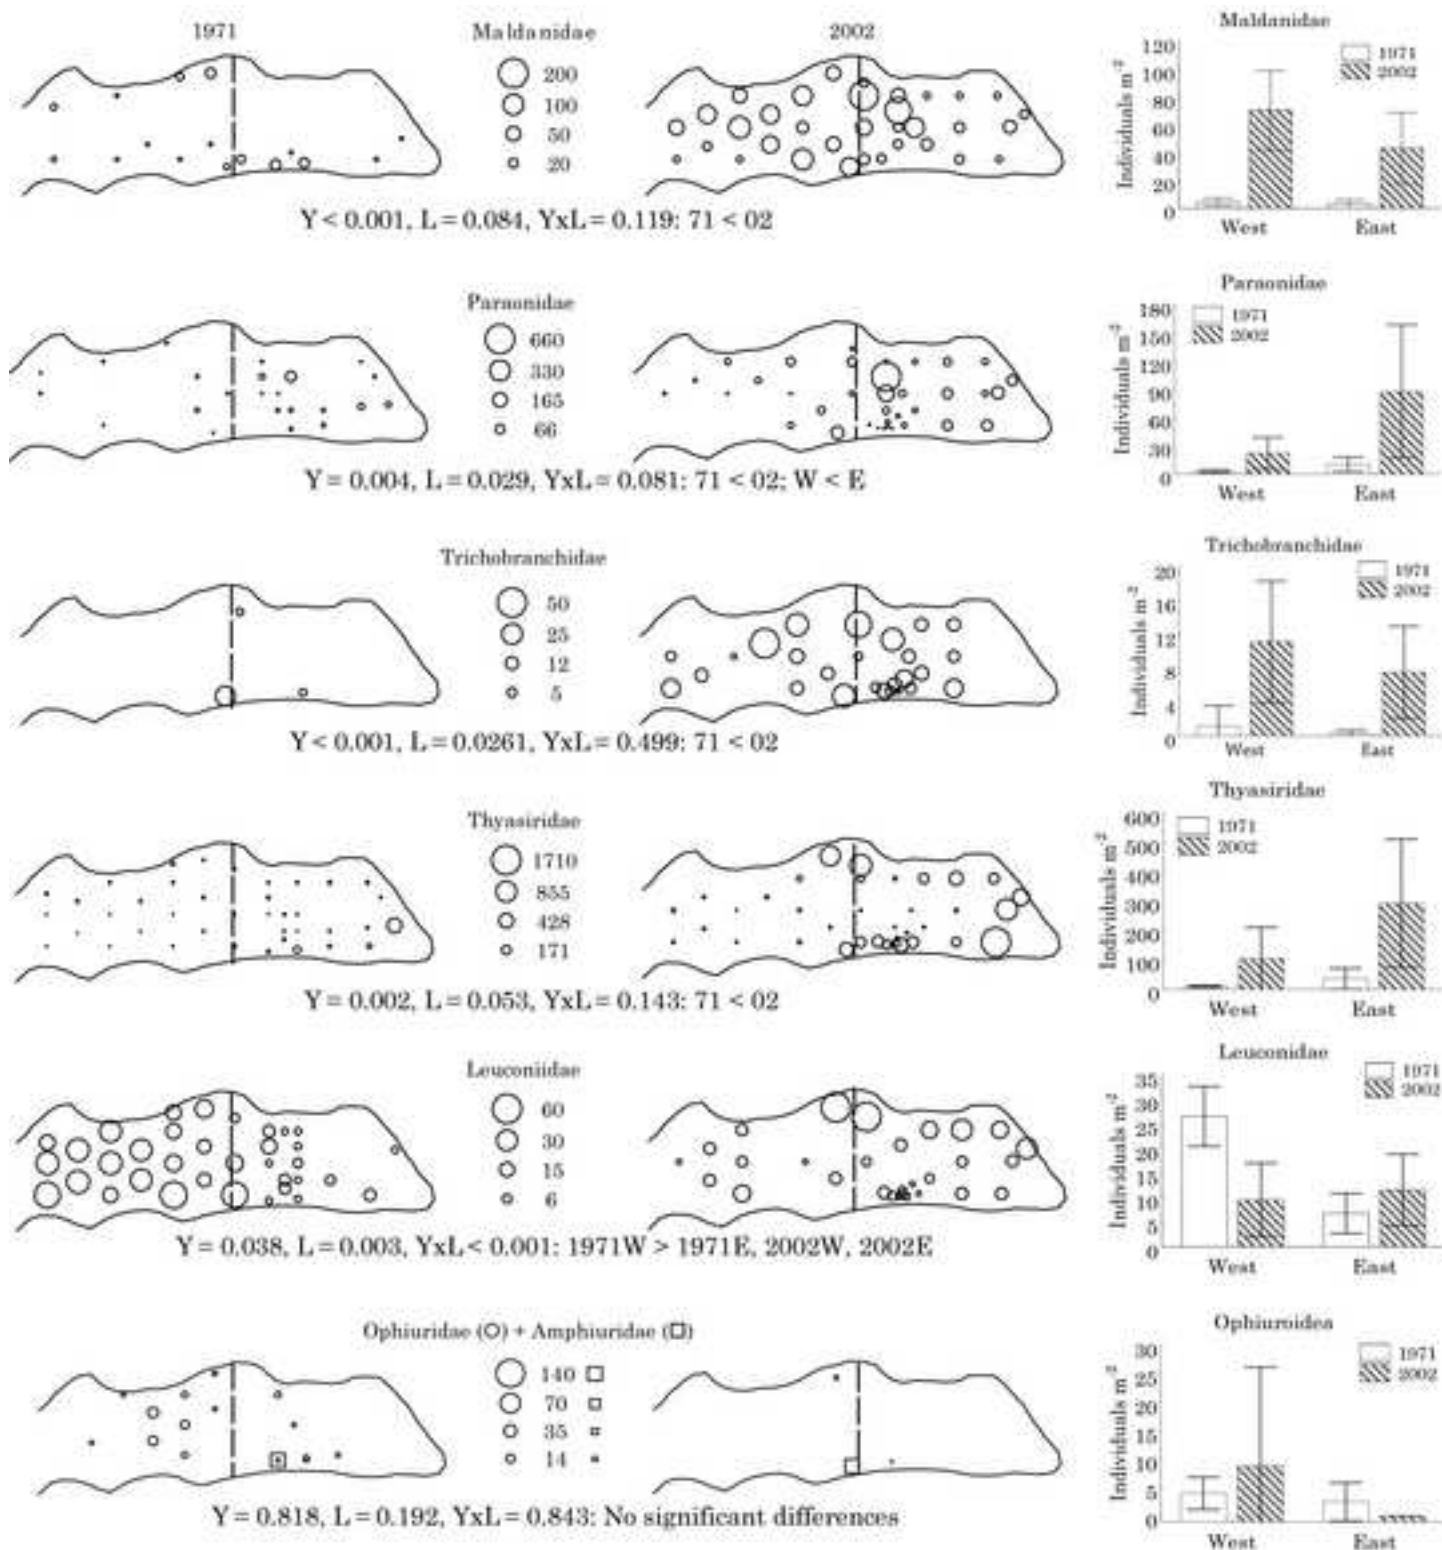 1971
Maldanidae
200
100
50
20
2002
Y < 0.001, L = 0.084, YxL = 0.119: 71 < 02
Maldanidae
Individuals m-2
120
100
80
60
40
20
0
1971
2002
West East
Paraonidae
660
330
165
66
Y = 0.004, L = 0.029, YxL = 0.081: 71 < 02; W < E
Paraonidae
Individuals m-2
180
150
120
90
60
30
0
1971
2002
West East
Trichobranchidae
50
25
12
5
Y < 0.001, L = 0.0261, YxL = 0.499: 71 < 02
Trichobranchidae
Individuals m-2
20
16
12
8
4
0
1971
2002
West East
Thyasiridae
1710
855
428
171
Y = 0.002, L = 0.053, YxL = 0.143: 71 < 02
Thyasiridae
Individuals m-2
600
500
400
300
200
100
0
1971
2002
West East
Leuconiidae
60
30
15
6
Y = 0.038, L = 0.003, YxL < 0.001: 1971W > 1971E, 2002W, 2002E
Leuconidae
Individuals m-2
35
30
25
20
15
10
5
0
1971
2002
West East
Ophiuridae (O) + Amphiuridae (□)
140
70
35
14
Y = 0.818, L = 0.192, YxL = 0.843: No significant differences
Ophiuroidea
Individuals m-2
30
25
20
15
10
5
0
1971
2002
West East